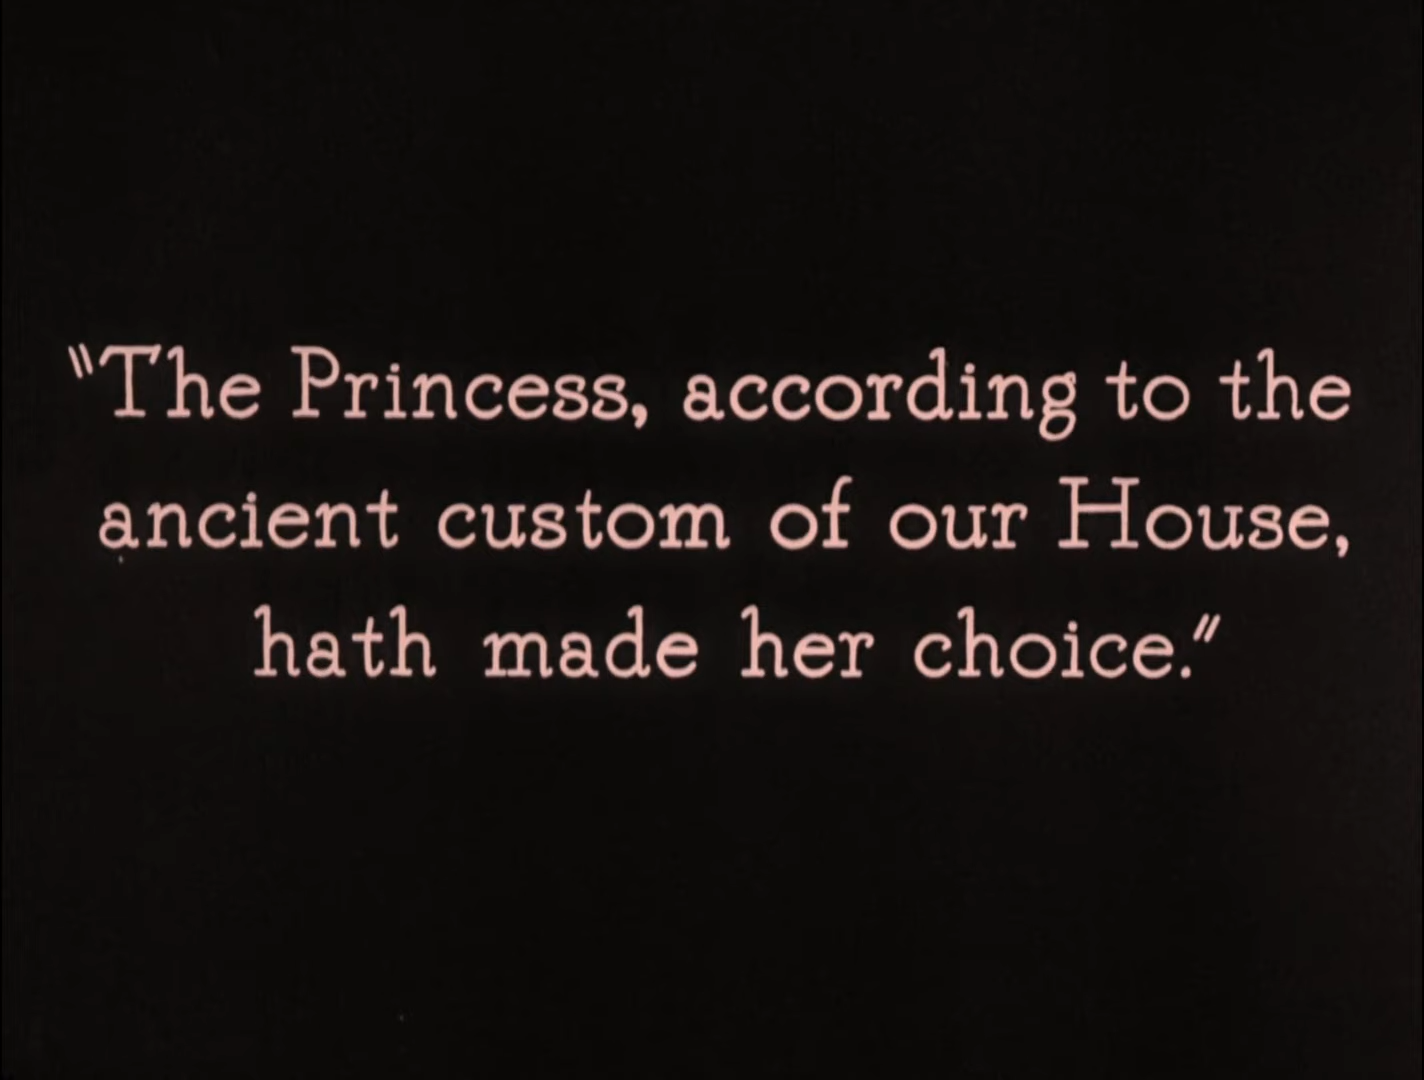 "The Princess, according to the
ancient custom of our House,
hath made her choice."